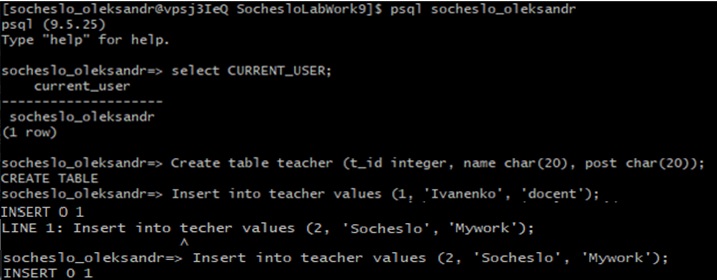 [socheslo_oleksandr@vpsj3IeQ SochesloLabWork9]$ psql socheslo_oleksandr
psql (9.5.25)
Type "help" for help.
socheslo_oleksandr=> select CURRENT_USER;
current_user
--------------------
socheslo_oleksandr
(1 row)
socheslo_oleksandr=> Create table teacher (t_id integer, name char(20), post char(20));
CREATE TABLE
socheslo_oleksandr=> Insert into teacher values (1, 'Ivanenko', 'docent');
INSERT 0 1
LINE 1: Insert into techer values (2, 'Socheslo', 'Mywork');
^
socheslo_oleksandr=> Insert into teacher values (2, 'Socheslo', 'Mywork');
INSERT 0 1